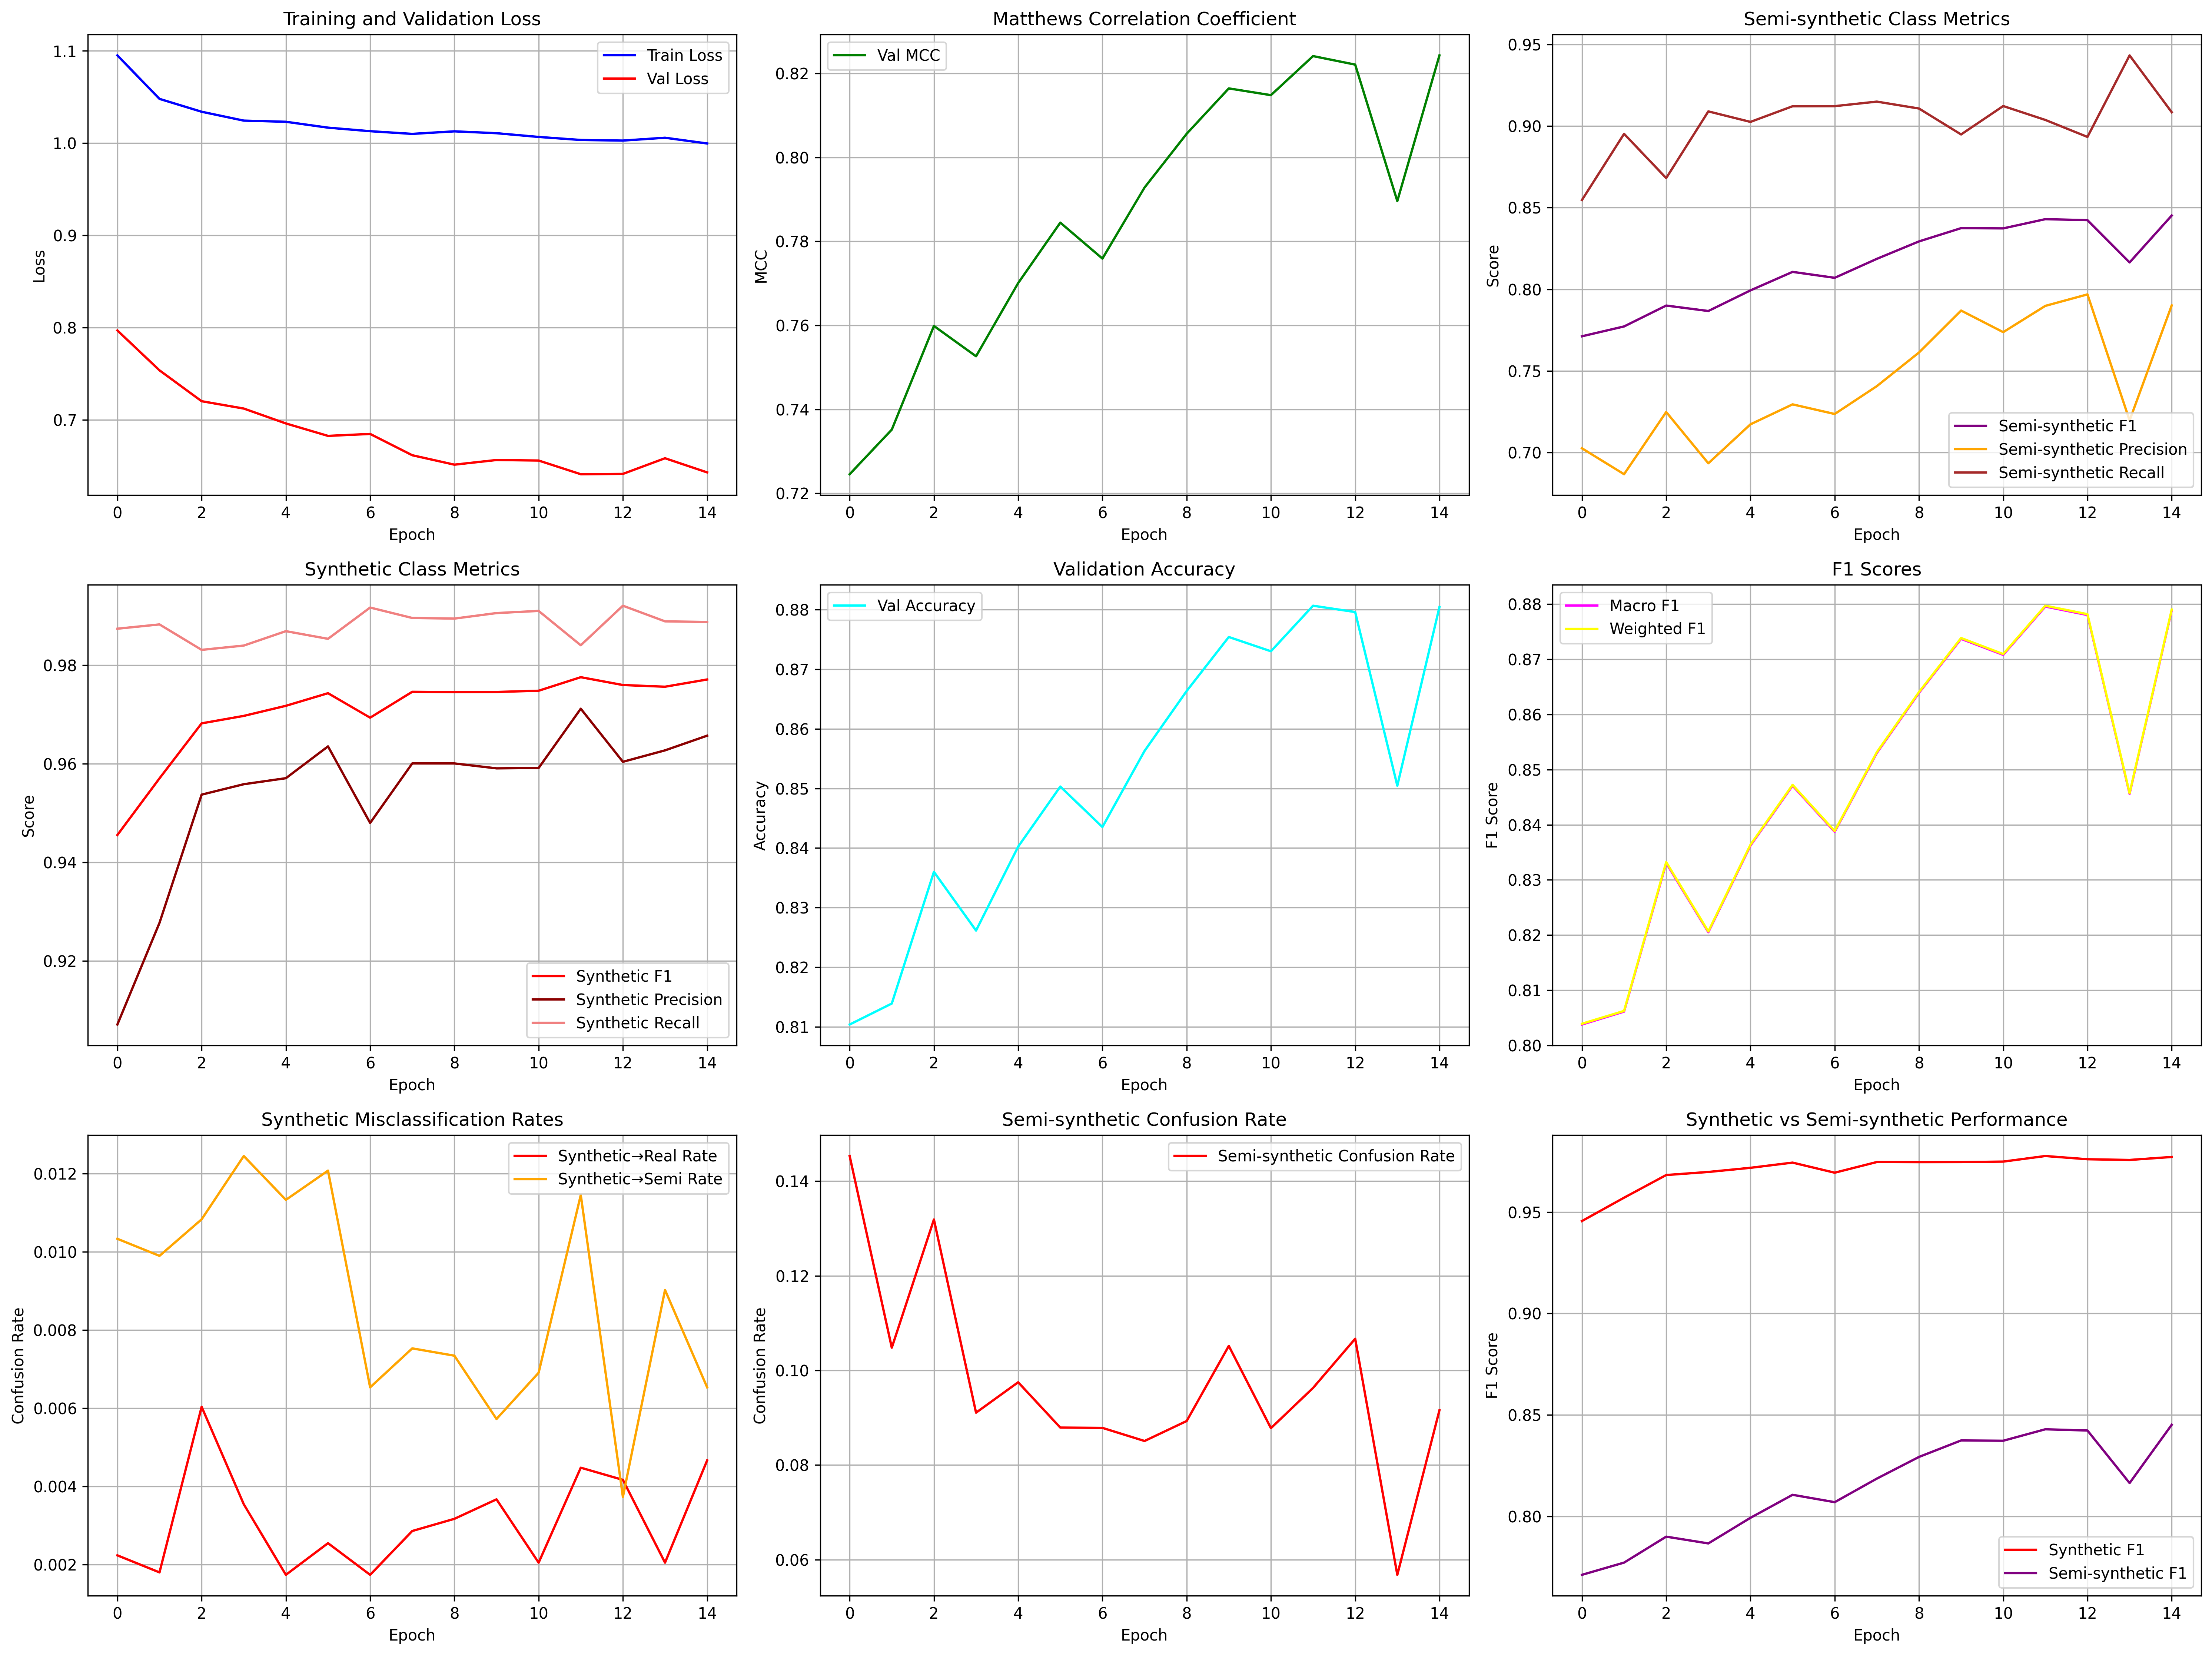 Training and Validation Loss
1.1
1.0
0.9
0.8
0.7
Loss
Train Loss
Val Loss
0 2 4 6 8 10 12 14
Epoch
Matthews Correlation Coefficient
0.82
0.80
0.78
0.76
0.74
0.72
MCC
Val MCC
0 2 4 6 8 10 12 14
Epoch
Semi-synthetic Class Metrics
0.95
0.90
0.85
0.80
0.75
0.70
Score
Semi-synthetic F1
Semi-synthetic Precision
Semi-synthetic Recall
0 2 4 6 8 10 12 14
Epoch
Synthetic Class Metrics
0.98
0.96
0.94
0.92
Score
Synthetic F1
Synthetic Precision
Synthetic Recall
0 2 4 6 8 10 12 14
Epoch
Validation Accuracy
0.88
0.87
0.86
0.85
0.84
0.83
0.82
0.81
Accuracy
Val Accuracy
0 2 4 6 8 10 12 14
Epoch
F1 Scores
0.88
0.87
0.86
0.85
0.84
0.83
0.82
0.81
0.80
F1 Score
Macro F1
Weighted F1
0 2 4 6 8 10 12 14
Epoch
Synthetic Misclassification Rates
0.012
0.010
0.008
0.006
0.004
0.002
Confusion Rate
Synthetic→Real Rate
Synthetic→Semi Rate
0 2 4 6 8 10 12 14
Epoch
Semi-synthetic Confusion Rate
0.14
0.12
0.10
0.08
0.06
Confusion Rate
Semi-synthetic Confusion Rate
0 2 4 6 8 10 12 14
Epoch
Synthetic vs Semi-synthetic Performance
0.95
0.90
0.85
0.80
F1 Score
Synthetic F1
Semi-synthetic F1
0 2 4 6 8 10 12 14
Epoch